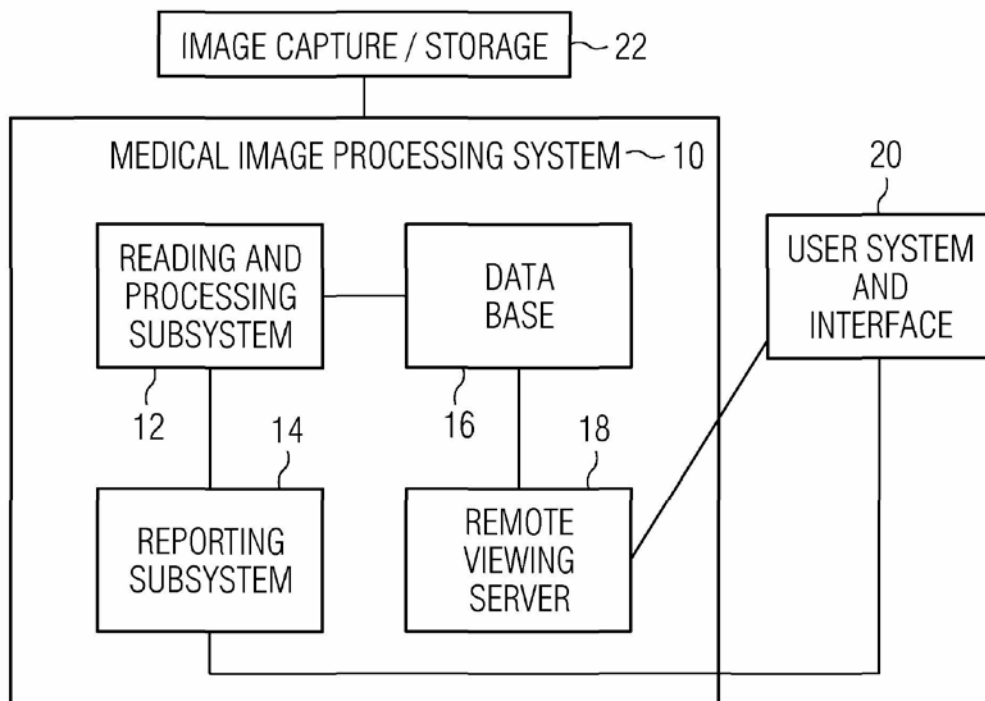 IMAGE CAPTURE / STORAGE
22
MEDICAL IMAGE PROCESSING SYSTEM
10
20
READING AND
PROCESSING
SUBSYSTEM
DATA
BASE
USER SYSTEM
AND
INTERFACE
12
14
16
18
REPORTING
SUBSYSTEM
REMOTE
VIEWING
SERVER